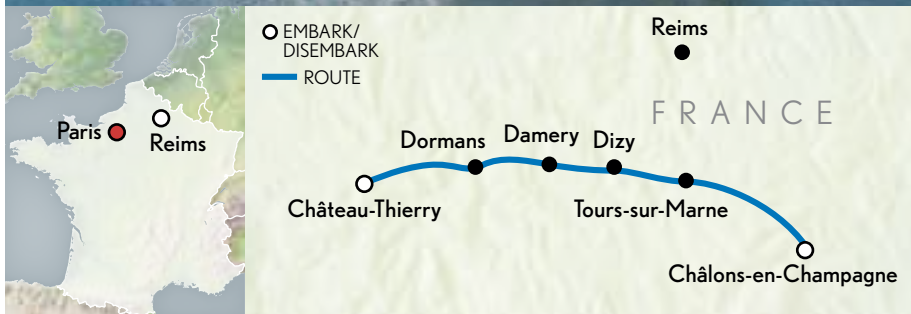 Paris
Reims
EMBARK/
DISEMBARK
ROUTE
Reims
FRANCE
Dormans
Damery
Dizy
Château-Thierry
Tours-sur-Marne
Châlons-en-Champagne